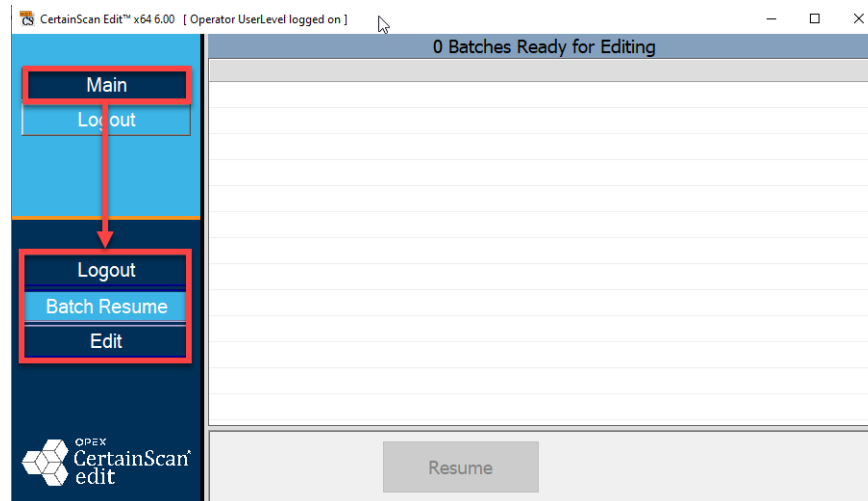 CertainScan Edit™ x64 6.00 [ Operator UserLevel logged on ]
0 Batches Ready for Editing
Main
Logout
Logout
Batch Resume
Edit
OPEX
CertainScan
edit
Resume